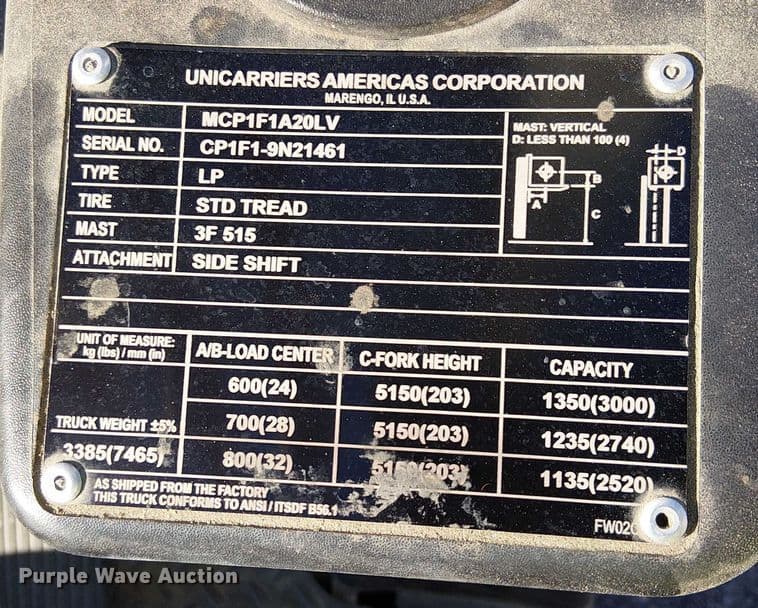 UNICARRIERS AMERICAS CORPORATION
MARENGO, IL U.S.A.
MODEL MCP1F1A20LV
SERIAL NO. CP1F1-9N21461
TYPE LP
TIRE STD TREAD
MAST 3F 515
ATTACHMENT SIDE SHIFT
MAST: VERTICAL
D: LESS THAN 100 (4)
D
B
A
C
UNIT OF MEASURE:
kg (lbs) / mm (in)
A/B-LOAD CENTER C-FORK HEIGHT CAPACITY
600(24) 5150(203) 1350(3000)
700(28) 5150(203) 1235(2740)
800(32) 5150(203) 1135(2520)
TRUCK WEIGHT ±5%
3385(7465)
AS SHIPPED FROM THE FACTORY
THIS TRUCK CONFORMS TO ANSI / ITSDF B56.1
Purple Wave Auction